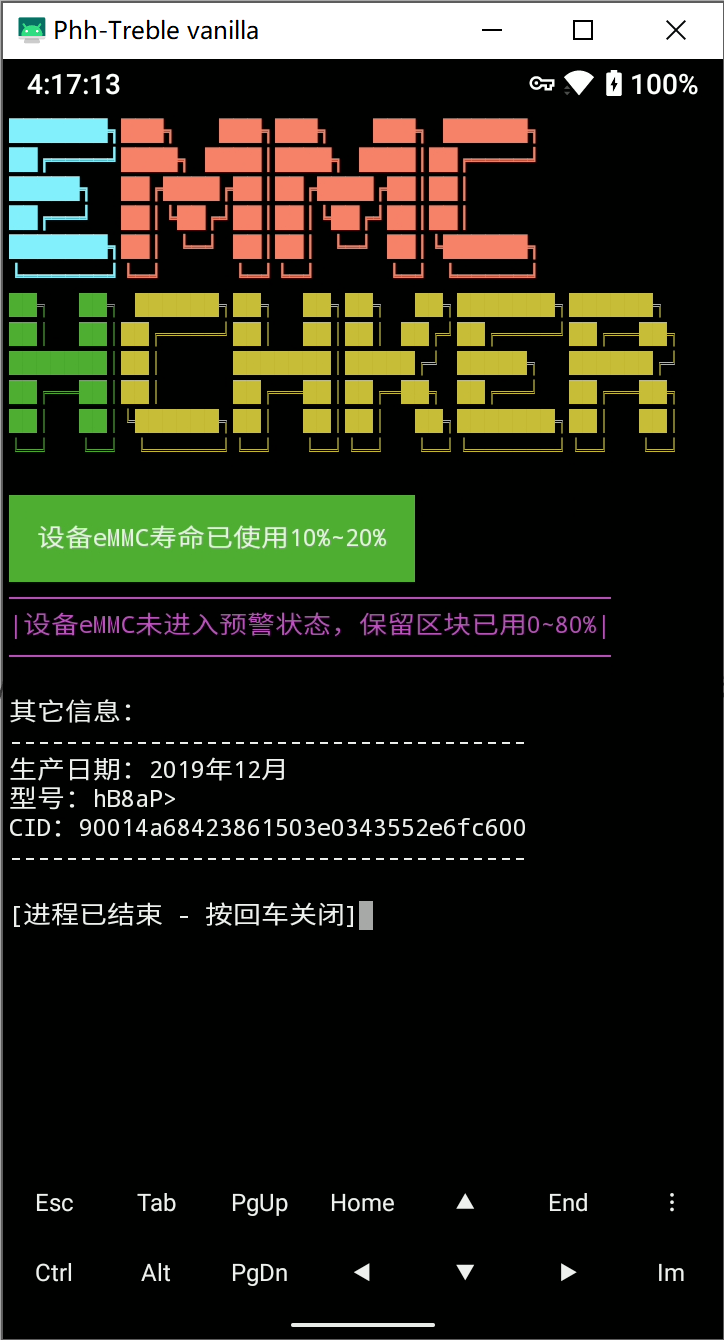 Phh-Treble vanilla
4:17:13 100%
EMMC
HCHKER
设备eMMC寿命已使用10%~20%
|设备eMMC未进入预警状态，保留区块已用0~80%|
其它信息：
-------------------------------------
生产日期：2019年12月
型号：hB8aP>
CID：90014a68423861503e0343552e6fc600
-------------------------------------
[进程已结束 - 按回车关闭]
Esc Tab PgUp Home ▲ End ⋮
Ctrl Alt PgDn ◀ ▼ ▶ Im